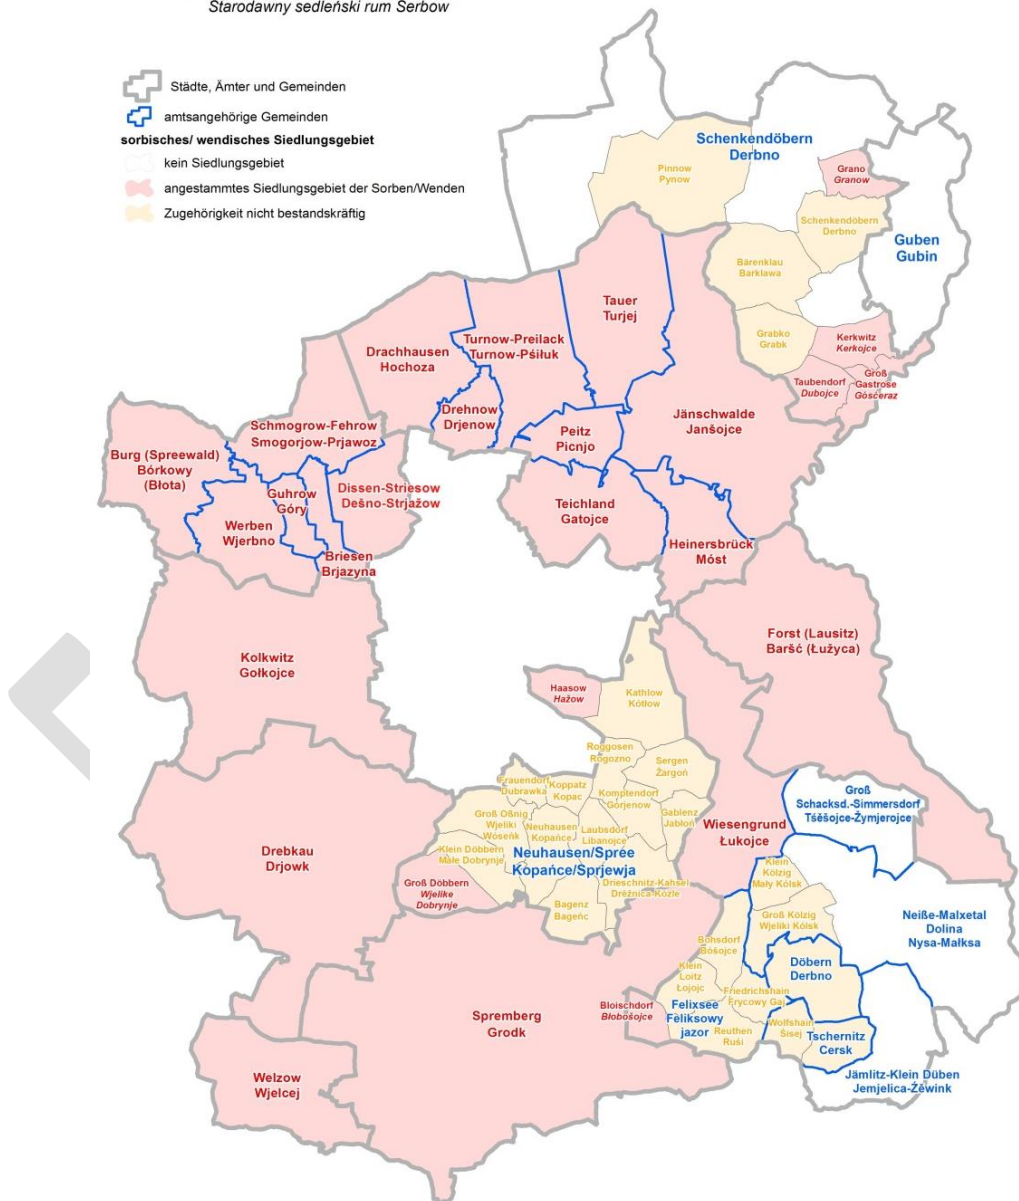 Starodawny sedleński rum Serbow
Städte, Ämter und Gemeinden
amtsangehörige Gemeinden
sorbisches/ wendisches Siedlungsgebiet
kein Siedlungsgebiet
angestammtes Siedlungsgebiet der Sorben/Wenden
Zugehörigkeit nicht bestandskräftig
Schenkendöbern
Derbno
Pinnow
Pynow
Grano
Granow
Schenkendöbern
Derbno
Guben
Gubin
Bärenklau
Barklawa
Grabko
Grabk
Kerkwitz
Kerkojce
Groß
Gastrose
Gósćeraz
Taubendorf
Dubojce
Tauer
Turjej
Turnow-Preilack
Turnow-Pśiłuk
Drachhausen
Hochoza
Drehnow
Drjenow
Peitz
Picnjo
Jänschwalde
Janšojce
Schmogrow-Fehrow
Smogorjow-Prjawoz
Burg (Spreewald)
Bórkowy
(Błota)
Dissen-Striesow
Dešno-Strjažow
Guhrow
Góry
Werben
Wjerbno
Briesen
Brjazyna
Teichland
Gatojce
Heinersbrück
Móst
Forst (Lausitz)
Baršć (Łužyca)
Kolkwitz
Gołkojce
Haasow
Hažow
Kathlow
Kótłow
Roggosen
Rogozno
Sergen
Žargoń
Frauendorf
Dubrawka
Koppatz
Kopac
Komptendorf
Górjenow
Gablenz
Jabłoń
Groß Oßnig
Wjeliki
Wóseńk
Neuhausen
Kopańce
Laubsdorf
Libanojce
Klein Döbbern
Małe Dobrynje
Neuhausen/Spree
Kopańce/Sprjewja
Groß Döbbern
Wjelike
Dobrynje
Drieschnitz-Kahsel
Drěžnica-Kózle
Bagenz
Bageńc
Wiesengrund
Łukojce
Groß
Schacksd.-Simmersdorf
Tśěšojce-Žymjerojce
Drebkau
Drjowk
Klein
Kölzig
Mały Kólsk
Groß Kölzig
Wjeliki Kólsk
Neiße-Malxetal
Dolina
Nysa-Małksa
Bohsdorf
Bóšojce
Döbern
Derbno
Klein
Loitz
Łojojc
Friedrichshain
Frycowy Gaj
Bloischdorf
Błobošojce
Felixsee
Feliksowy
jazor
Reuthen
Ruśi
Wolfshain
Śisej
Tschernitz
Cersk
Spremberg
Grodk
Welzow
Wjelcej
Jämlitz-Klein Düben
Jemjelica-Źěwink